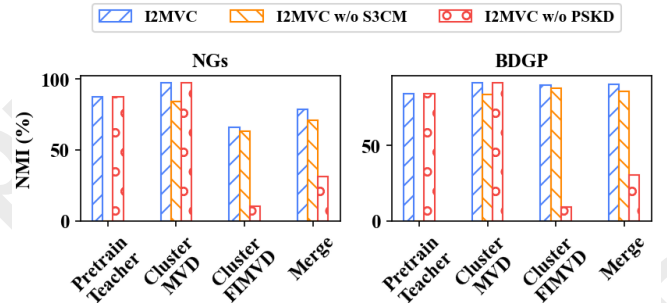 I2MVC I2MVC w/o S3CM I2MVC w/o PSKD
NGs BDGP
NMI (%)
100
50
0
50
0
Pretrain
Teacher
Cluster
MVD
Cluster
FIMVD
Merge
Pretrain
Teacher
Cluster
MVD
Cluster
FIMVD
Merge